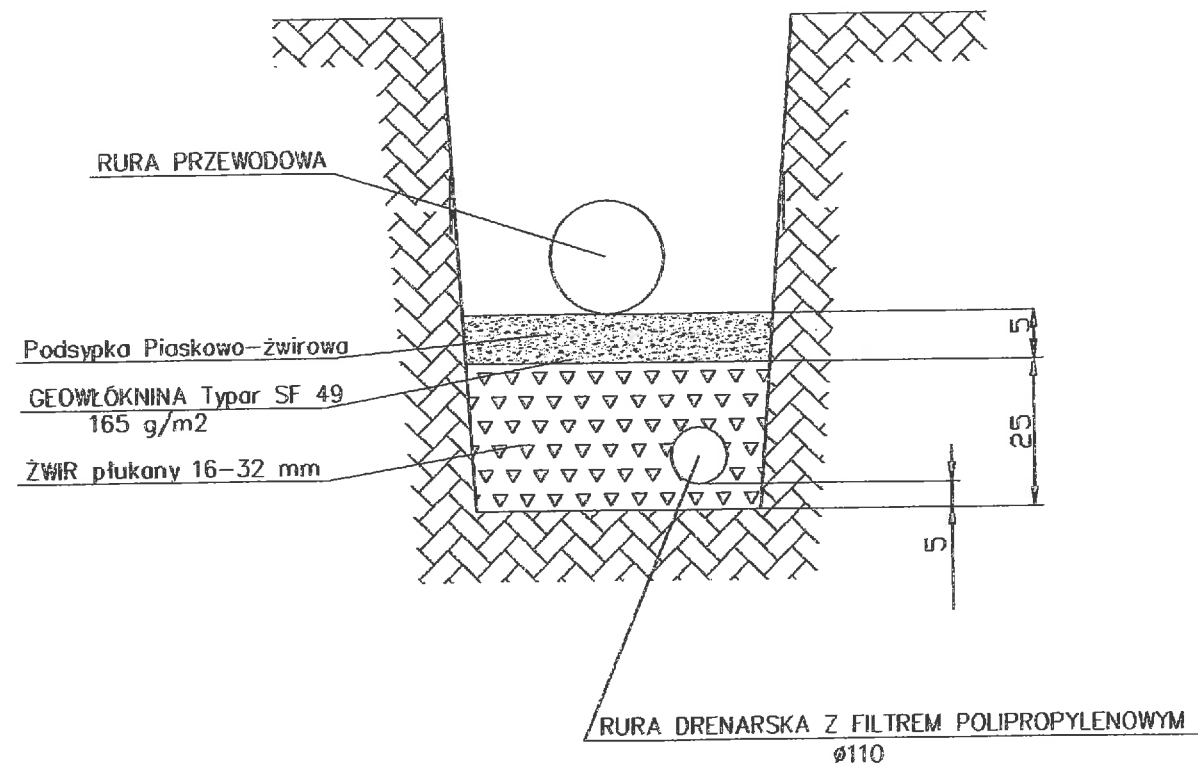 RURA PRZEWODOWA
Podsypka Piaskowo-żwirowa
GEOWŁÓKNINA Typar SF 49
165 g/m2
ŻWIR płukany 16-32 mm
5
25
5
RURA DRENARSKA Z FILTREM POLIPROPYLENOWYM
ø110